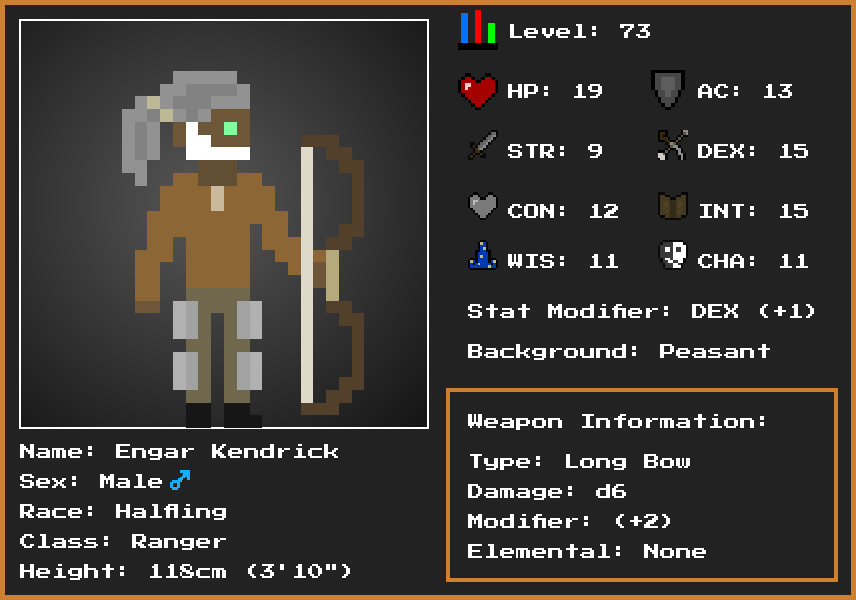 Level: 73
HP: 19
AC: 13
STR: 9
DEX: 15
CON: 12
INT: 15
WIS: 11
CHA: 11
Stat Modifier: DEX (+1)
Background: Peasant
Weapon Information:
Type: Long Bow
Damage: d6
Modifier: (+2)
Elemental: None
Name: Engar Kendrick
Sex: Male ♂
Race: Halfling
Class: Ranger
Height: 118cm (3'10")